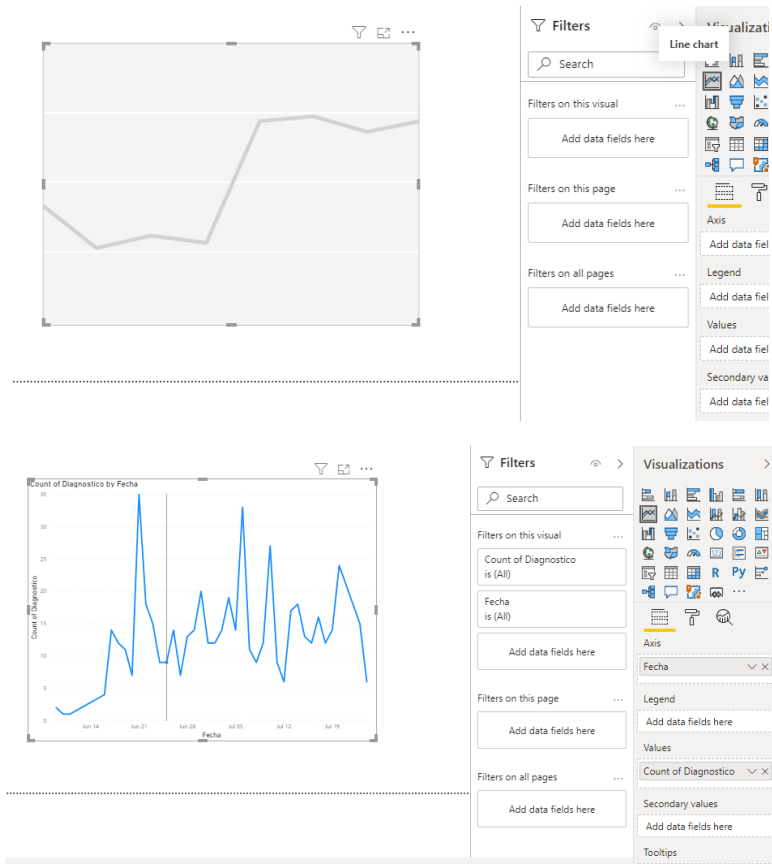 Filters
Visualizati
Line chart
Search
Filters on this visual
...
Add data fields here
Filters on this page
...
Add data fields here
Filters on all pages
...
Add data fields here
Axis
Add data fiel
Legend
Add data fiel
Values
Add data fiel
Secondary va
Add data fiel
Count of Diagnostico by Fecha
35
30
25
20
15
10
5
0
Count of Diagnostico
Jun 14
Jun 21
Jun 28
Jul 05
Jul 12
Jul 19
Fecha
Filters
Search
Filters on this visual
...
Count of Diagnostico
is (All)
Fecha
is (All)
Add data fields here
Filters on this page
...
Add data fields here
Filters on all pages
...
Add data fields here
Visualizations
R
Py
...
Axis
Fecha
Legend
Add data fields here
Values
Count of Diagnostico
Secondary values
Add data fields here
Tooltips